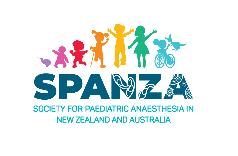 SPANZA
SOCIETY FOR PAEDIATRIC ANAESTHESIA IN
NEW ZEALAND AND AUSTRALIA